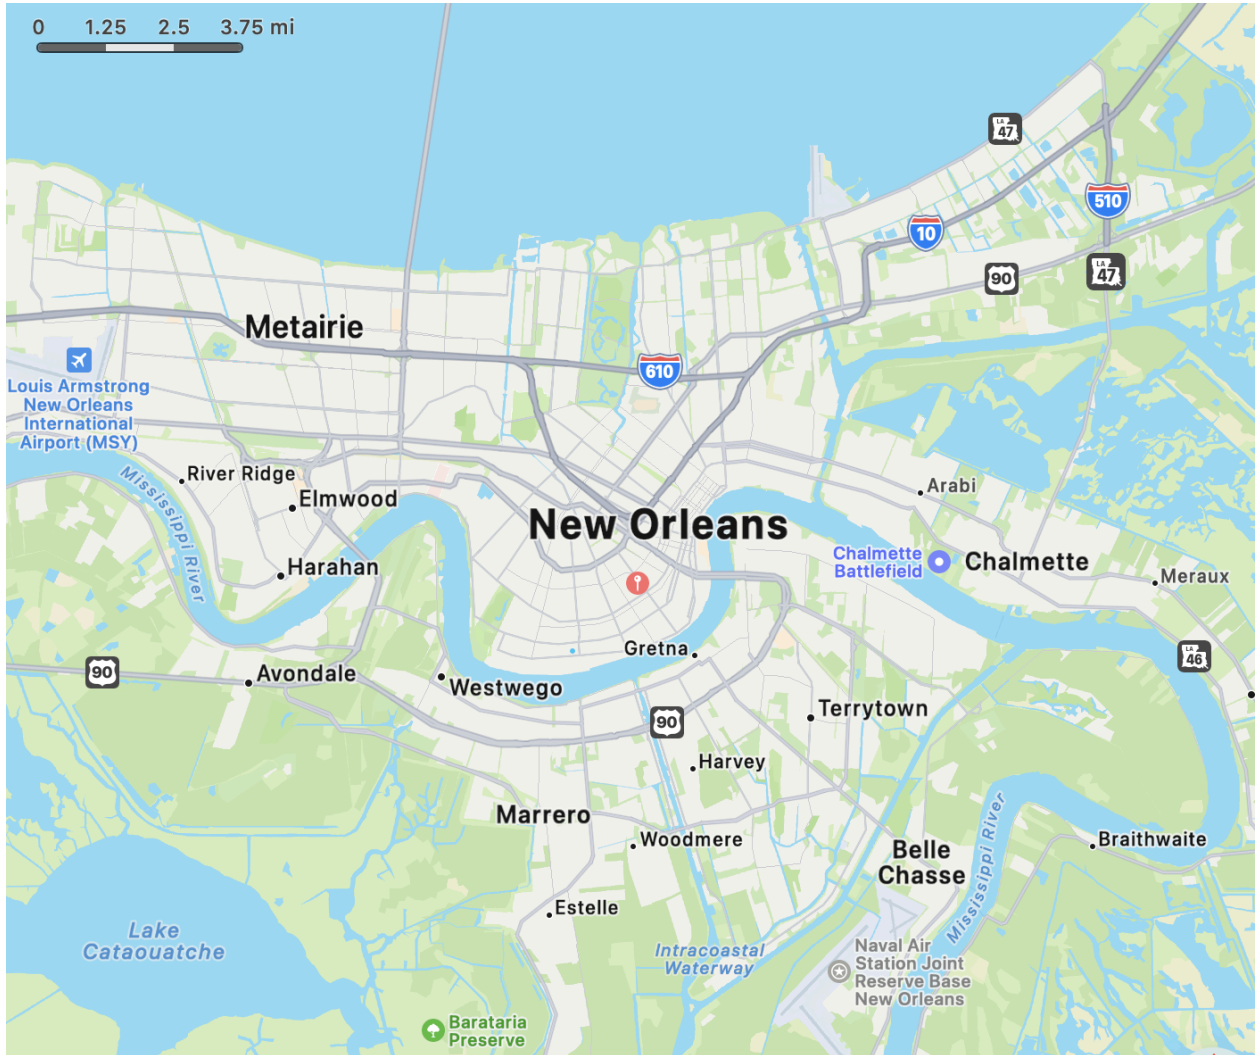 0 1.25 2.5 3.75 mi
LA
47
510
10
90
LA
47
Metairie
610
Louis Armstrong
New Orleans
International
Airport (MSY)
River Ridge
Mississippi River
Elmwood
Arabi
New Orleans
Chalmette
Battlefield
Chalmette
Harahan
Meraux
Gretna
LA
46
90
Avondale
Westwego
Terrytown
90
Harvey
Marrero
Woodmere
Belle
Chasse
Mississippi River
Braithwaite
Estelle
Lake
Cataouatche
Intracoastal
Waterway
Naval Air
Station Joint
Reserve Base
New Orleans
Barataria
Preserve